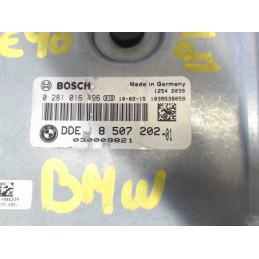 E90
BOSCH
Made in Germany
0 281 016 496
10-02-15
1254 2039
1039S39059
DDE 8 507 202-01
030009821
BMW